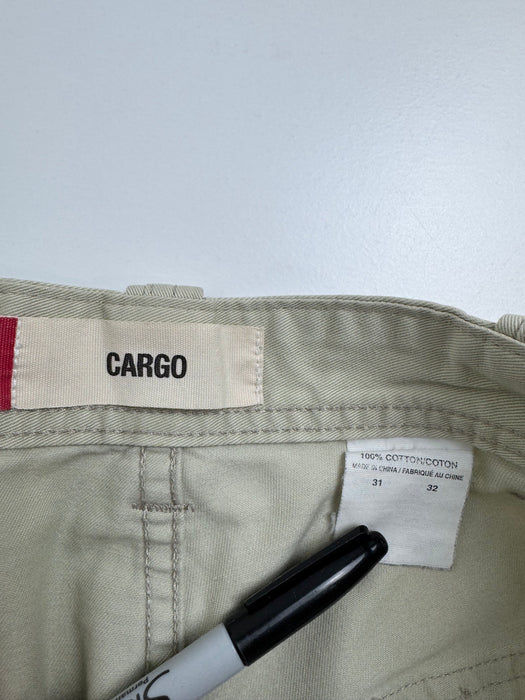 CARGO
100% COTTON/COTON
MADE IN CHINA / FABRIQUÉ AU CHINE
31 32